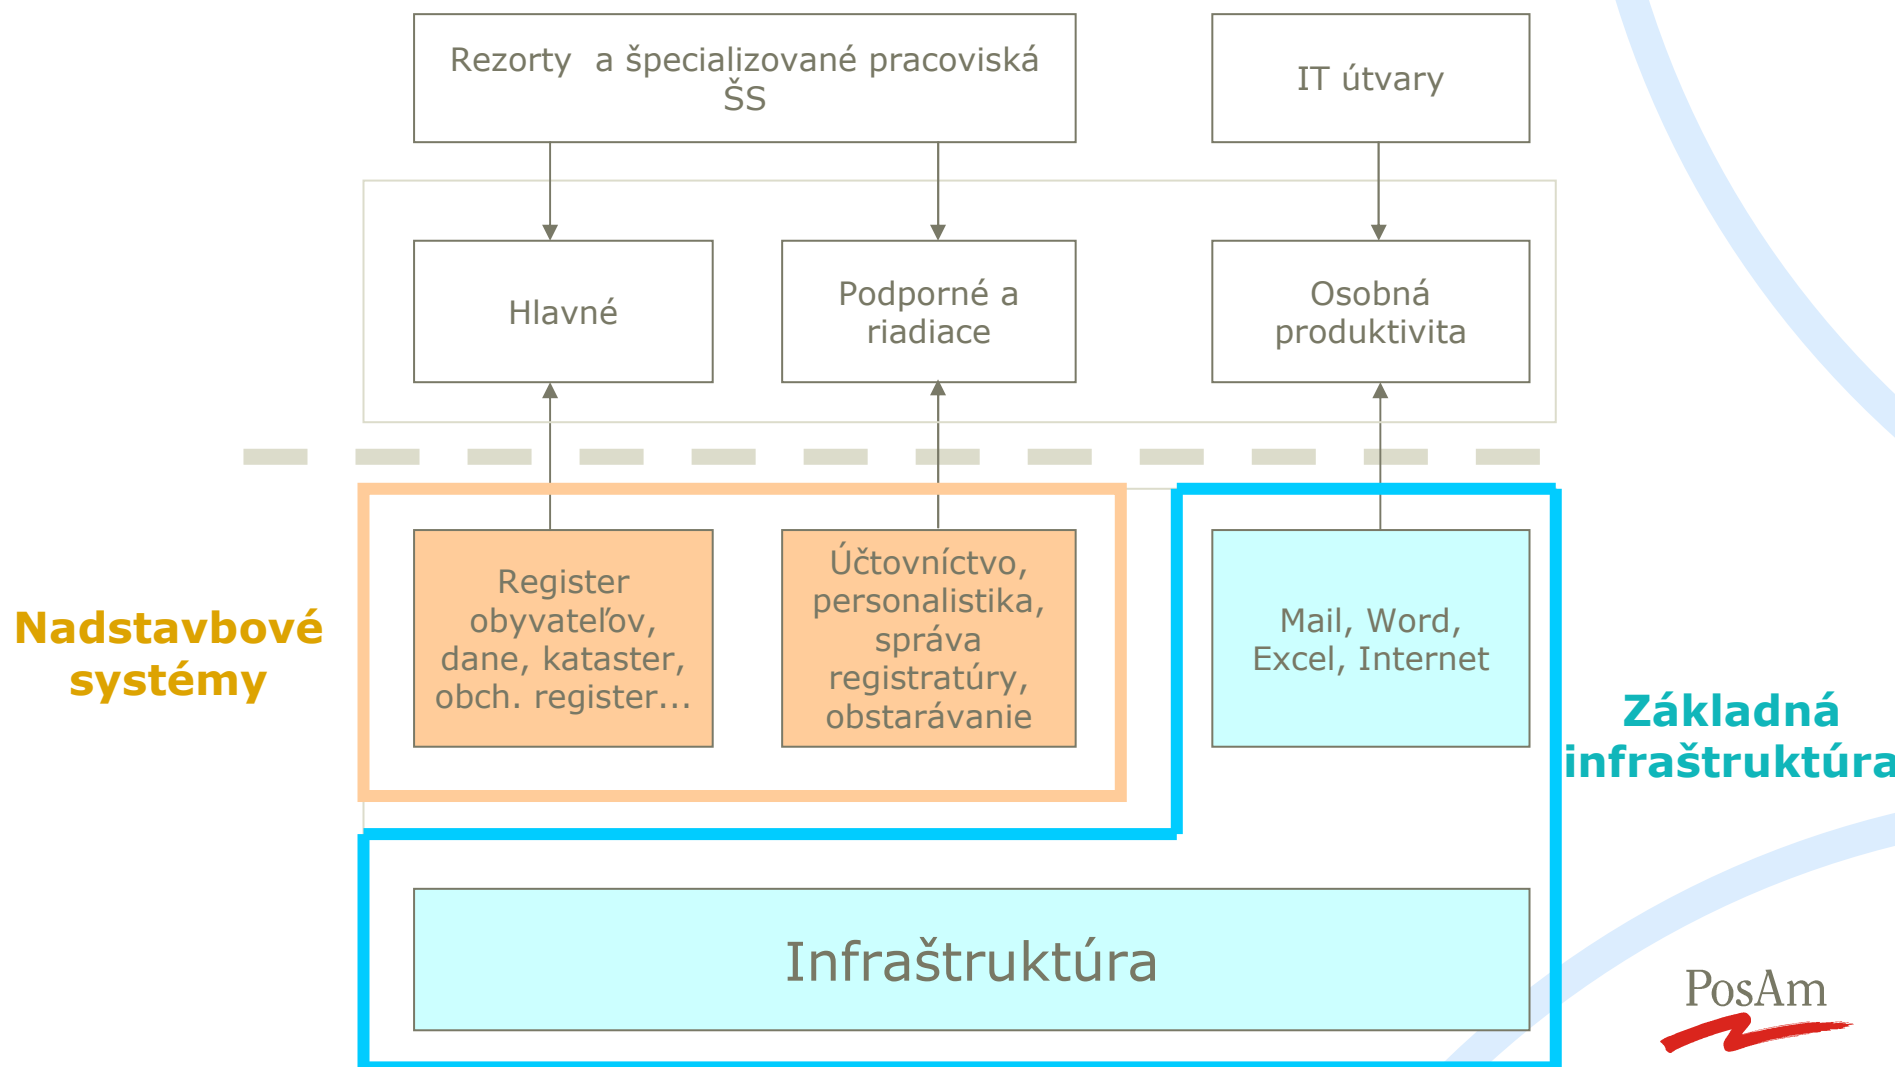 Rezorty a špecializované pracoviská
ŠS
IT útvary
Hlavné
Podporné a
riadiace
Osobná
produktivita
Nadstavbové
systémy
Register
obyvateľov,
dane, kataster,
obch. register...
Účtovníctvo,
personalistika,
správa
registratúry,
obstarávanie
Mail, Word,
Excel, Internet
Základná
infraštruktúra
Infraštruktúra
PosAm